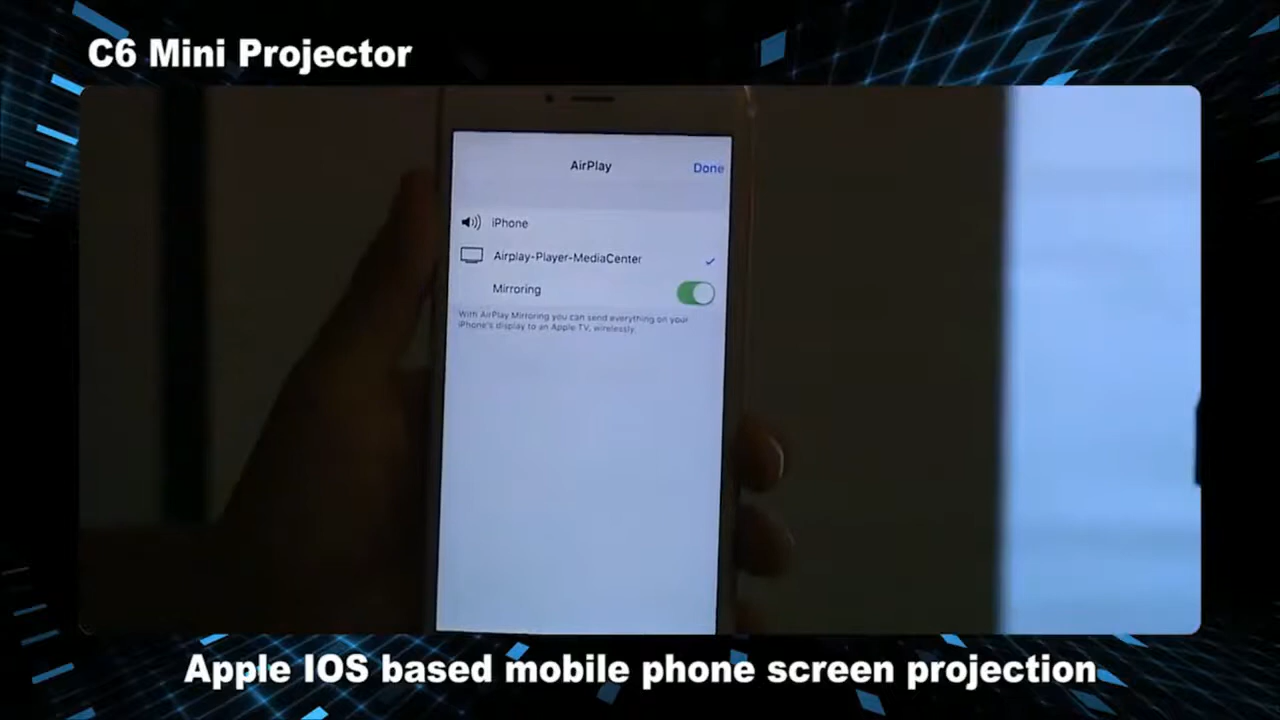 C6 Mini Projector
AirPlay
Done
iPhone
Airplay-Player-MediaCenter
Mirroring
With AirPlay Mirroring you can send everything on your
iPhone's display to an Apple TV, wirelessly.
Apple IOS based mobile phone screen projection